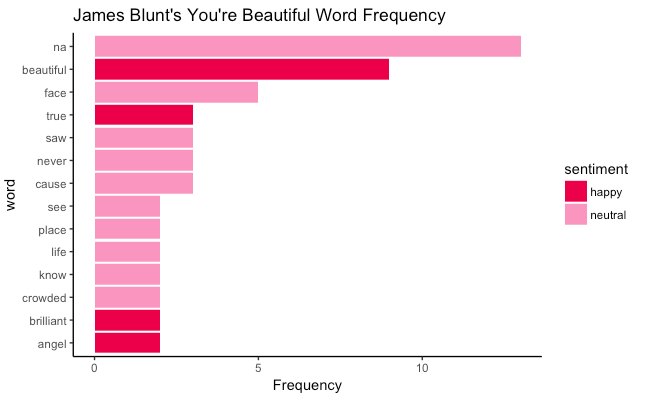 James Blunt's You're Beautiful Word Frequency
na
beautiful
face
true
saw
never
cause
see
place
life
know
crowded
brilliant
angel
word
0 5 10
Frequency
sentiment
happy
neutral